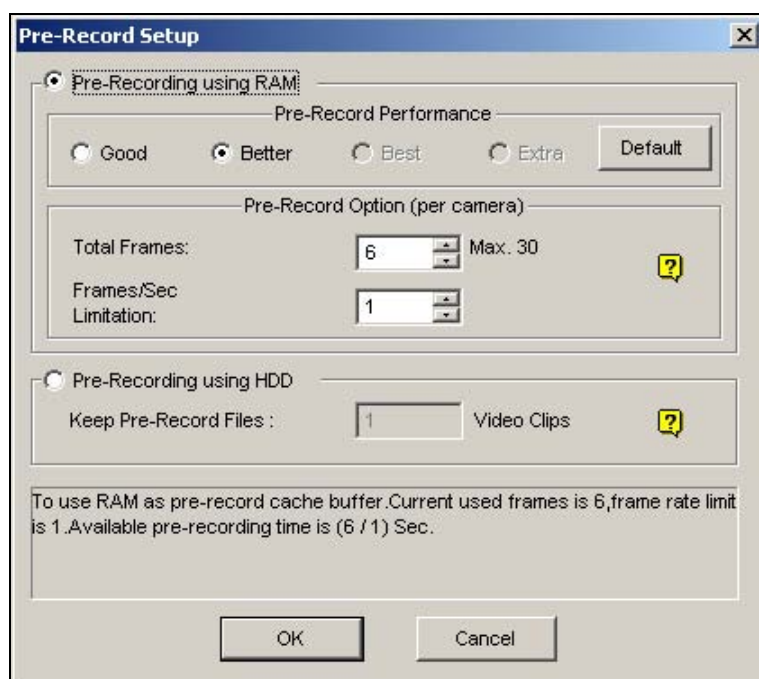 Pre-Record Setup
Pre-Recording using RAM
Pre-Record Performance
Good Better Best Extra Default
Pre-Record Option (per camera)
Total Frames: 6 Max. 30
Frames/Sec
Limitation: 1
?
Pre-Recording using HDD
Keep Pre-Record Files : 1 Video Clips ?
To use RAM as pre-record cache buffer.Current used frames is 6,frame rate limit
is 1.Available pre-recording time is (6 / 1) Sec.
OK Cancel